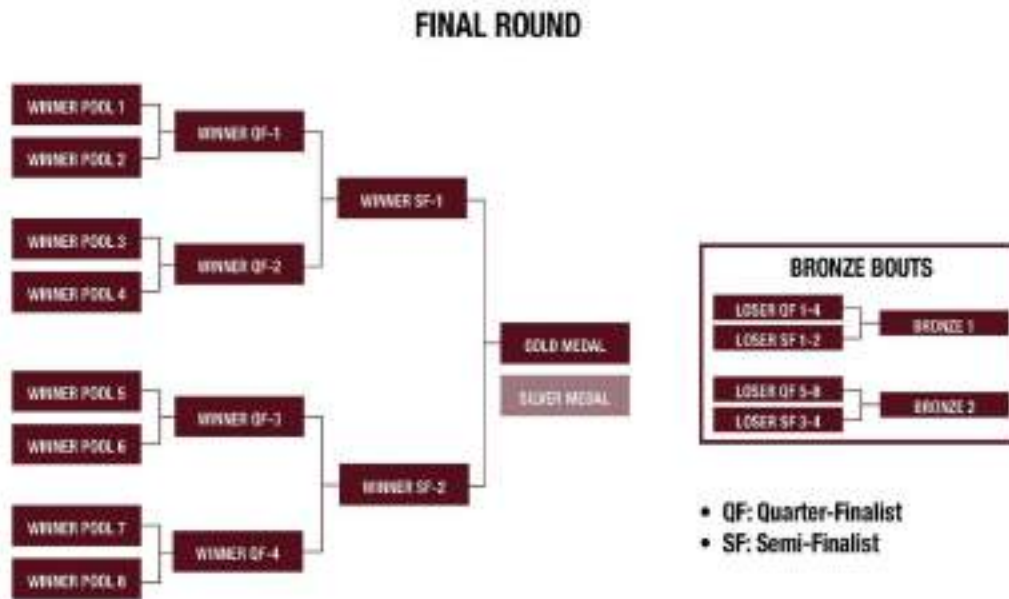 FINAL ROUND
WINNER POOL 1
WINNER POOL 2
WINNER POOL 3
WINNER POOL 4
WINNER POOL 5
WINNER POOL 6
WINNER POOL 7
WINNER POOL 8
WINNER QF-1
WINNER QF-2
WINNER QF-3
WINNER QF-4
WINNER SF-1
WINNER SF-2
GOLD MEDAL
SILVER MEDAL
BRONZE BOUTS
LOSER QF 1-4
LOSER SF 1-2
BRONZE 1
LOSER QF 5-8
LOSER SF 3-4
BRONZE 2
• QF: Quarter-Finalist
• SF: Semi-Finalist